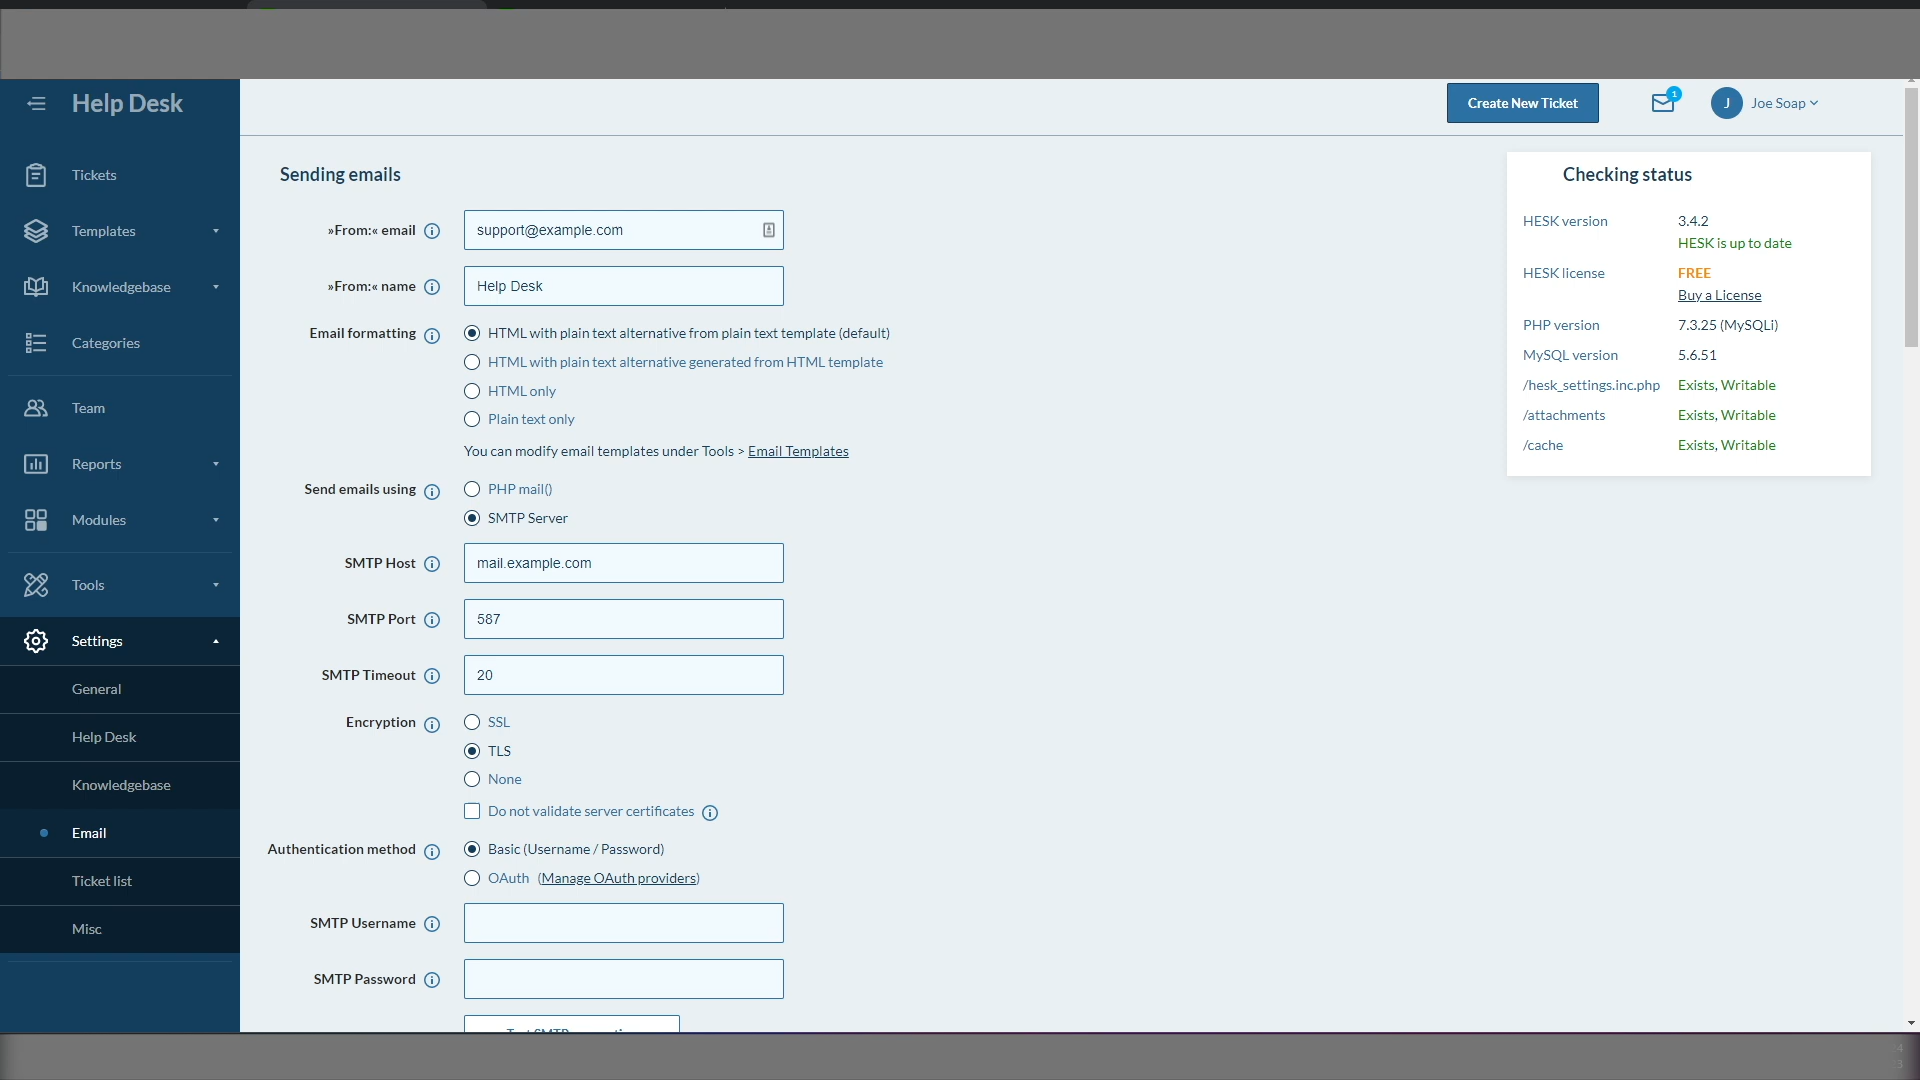 Help Desk
Create New Ticket
1
J
Joe Soap
Tickets
Templates
Knowledgebase
Categories
Team
Reports
Modules
Tools
Settings
General
Help Desk
Knowledgebase
Email
Ticket list
Misc
Sending emails
»From:« email
support@example.com
»From:« name
Help Desk
Email formatting
HTML with plain text alternative from plain text template (default)
HTML with plain text alternative generated from HTML template
HTML only
Plain text only
You can modify email templates under Tools > Email Templates
Send emails using
PHP mail()
SMTP Server
SMTP Host
mail.example.com
SMTP Port
587
SMTP Timeout
20
Encryption
SSL
TLS
None
Do not validate server certificates
Authentication method
Basic (Username / Password)
OAuth (Manage OAuth providers)
SMTP Username
SMTP Password
Checking status
HESK version 3.4.2
HESK is up to date
HESK license FREE
Buy a License
PHP version 7.3.25 (MySQLi)
MySQL version 5.6.51
/hesk_settings.inc.php Exists, Writable
/attachments Exists, Writable
/cache Exists, Writable